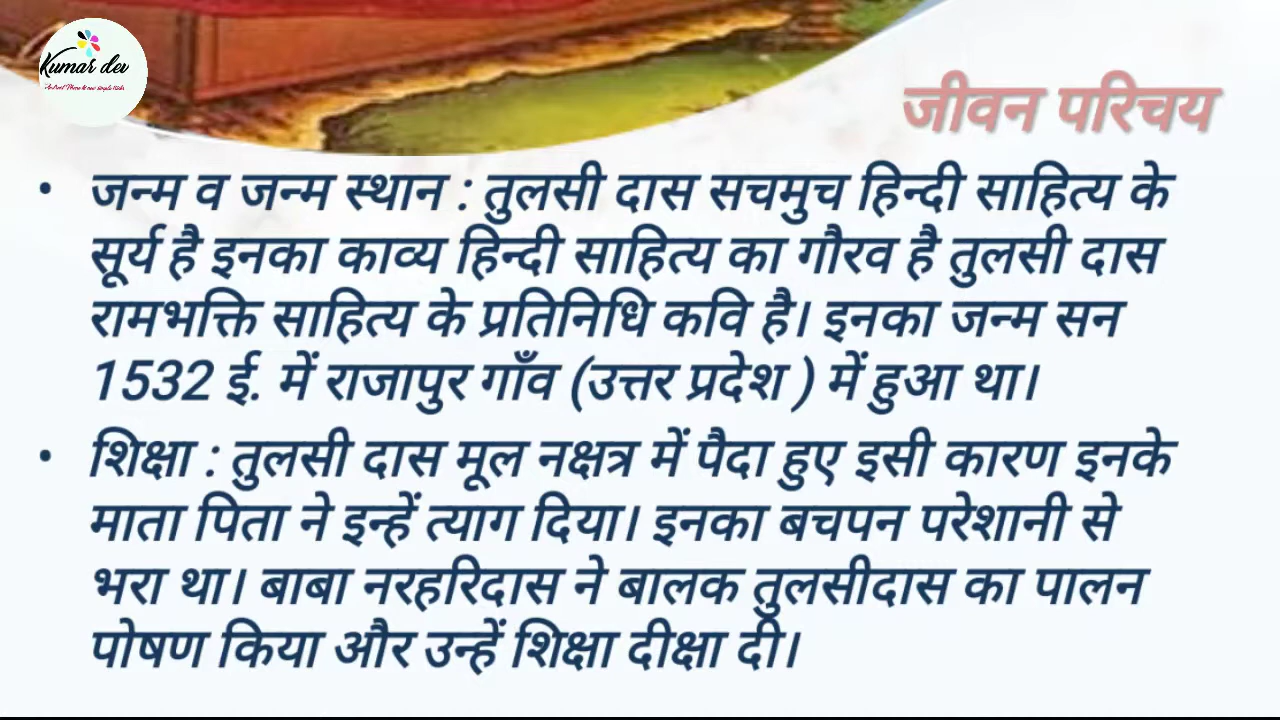 Kumar dev
जीवन परिचय
• जन्म व जन्म स्थान : तुलसी दास सचमुच हिन्दी साहित्य के
सूर्य है इनका काव्य हिन्दी साहित्य का गौरव है तुलसी दास
रामभक्ति साहित्य के प्रतिनिधि कवि है। इनका जन्म सन
1532 ई. में राजापुर गाँव (उत्तर प्रदेश ) में हुआ था।
• शिक्षा : तुलसी दास मूल नक्षत्र में पैदा हुए इसी कारण इनके
माता पिता ने इन्हें त्याग दिया। इनका बचपन परेशानी से
भरा था। बाबा नरहरिदास ने बालक तुलसीदास का पालन
पोषण किया और उन्हें शिक्षा दीक्षा दी।